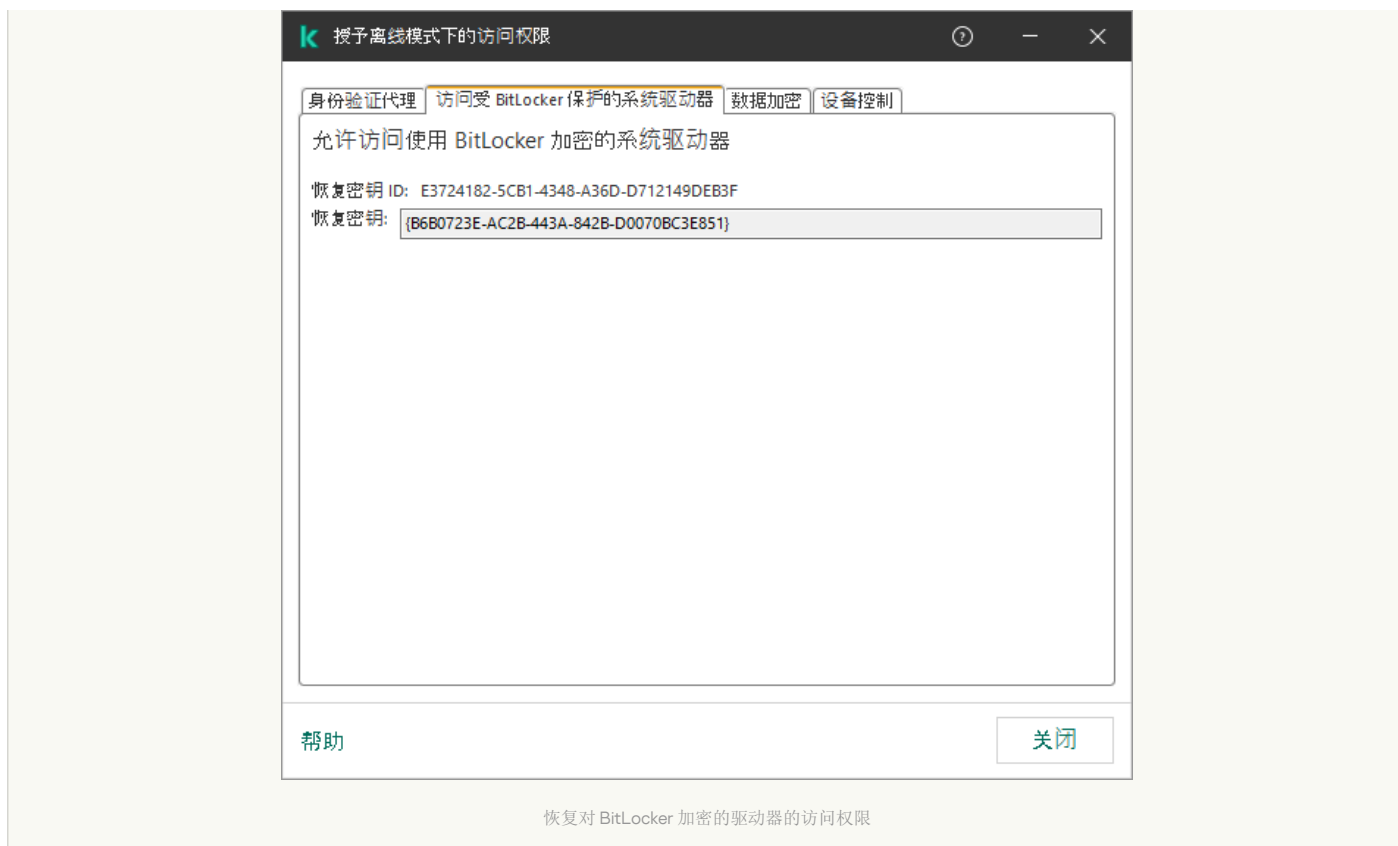 授予离线模式下的访问权限
身份验证代理 访问受 BitLocker 保护的系统驱动器 数据加密 设备控制
允许访问使用 BitLocker 加密的系统驱动器
恢复密钥 ID: E3724182-5CB1-4348-A36D-D712149DEB3F
恢复密钥: {B6B0723E-AC2B-443A-842B-D0070BC3E851}
帮助 关闭
恢复对 BitLocker 加密的驱动器的访问权限